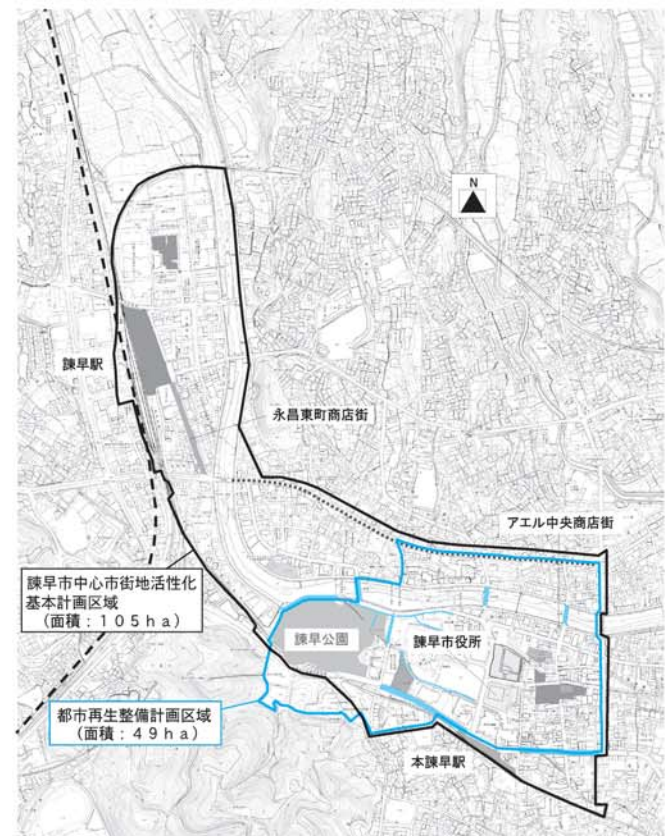 N
諫早駅
永昌東町商店街
アエル中央商店街
諫早市中心市街地活性化
基本計画区域
(面積：105ha)
諫早公園
諫早市役所
都市再生整備計画区域
(面積：49ha)
本諫早駅